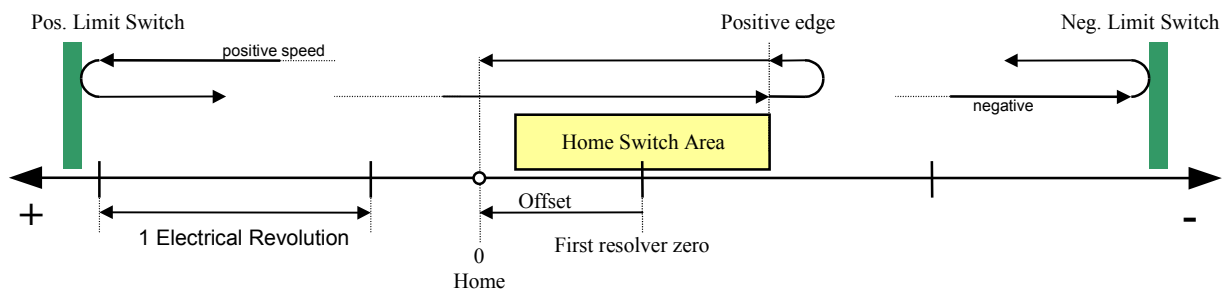 Pos. Limit Switch
Positive edge
Neg. Limit Switch
positive speed
negative
Home Switch Area
+
-
Offset
1 Electrical Revolution
First resolver zero
0
Home